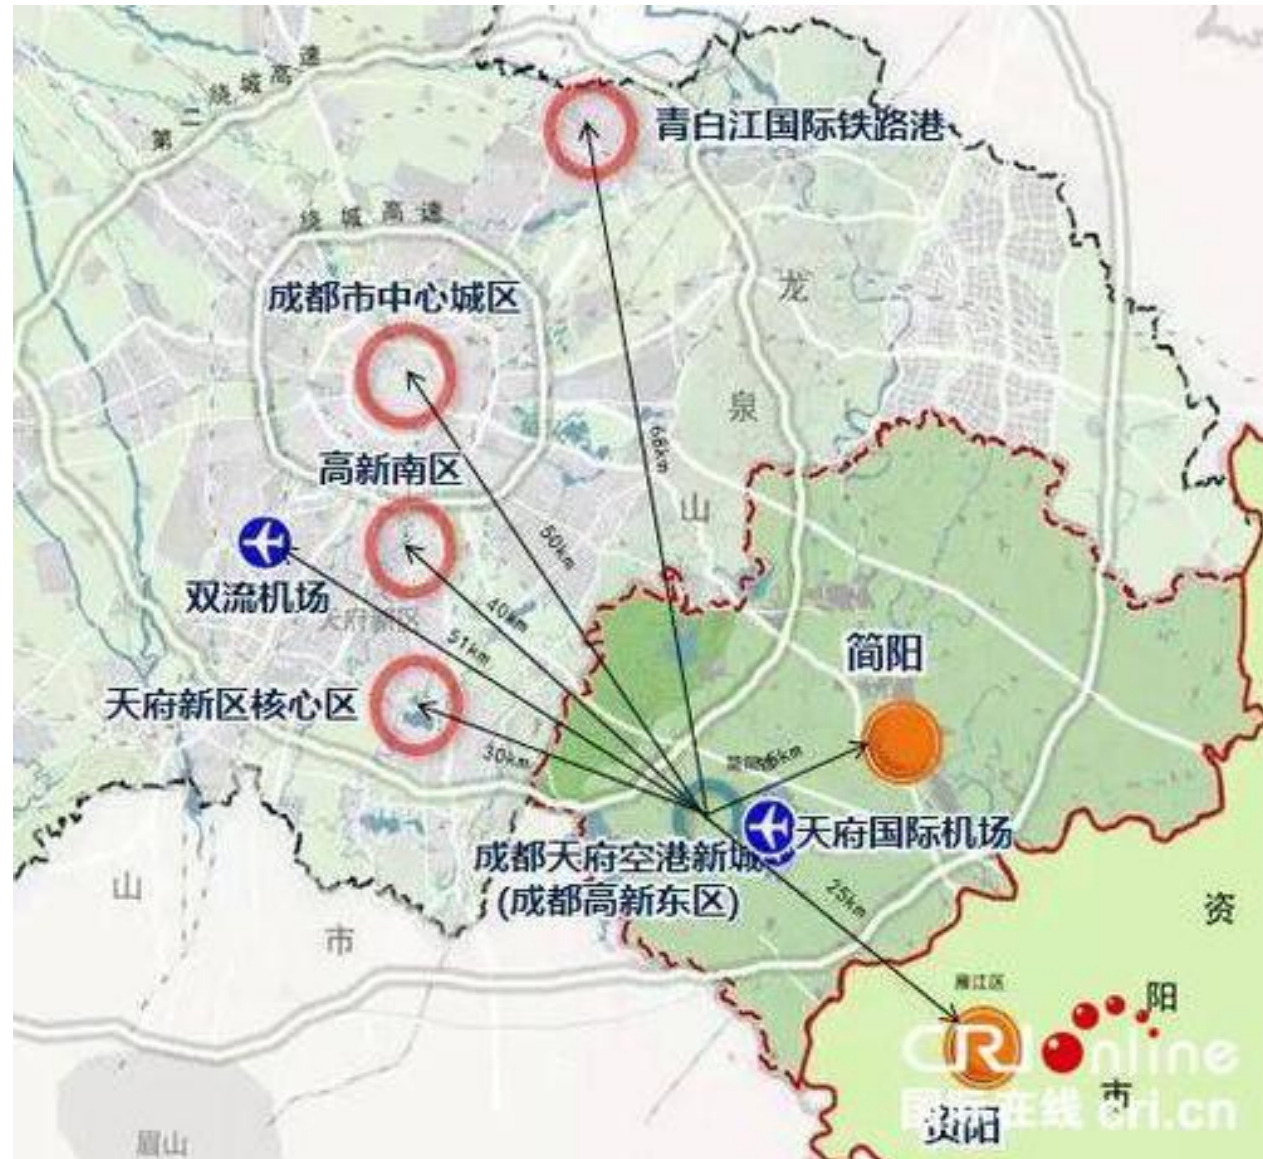 第二绕城高速
青白江国际铁路港
绕城高速
成都市中心城区
龙
泉
山
68km
高新南区
50km
双流机场
天府新区
40km
51km
简阳
天府新区核心区
30km
天府国际机场
成都天府空港新城
(成都高新东区)
25km
山
市
资
阳
市
雁江区
CRI online
国际在线 cri.cn
资阳
眉山